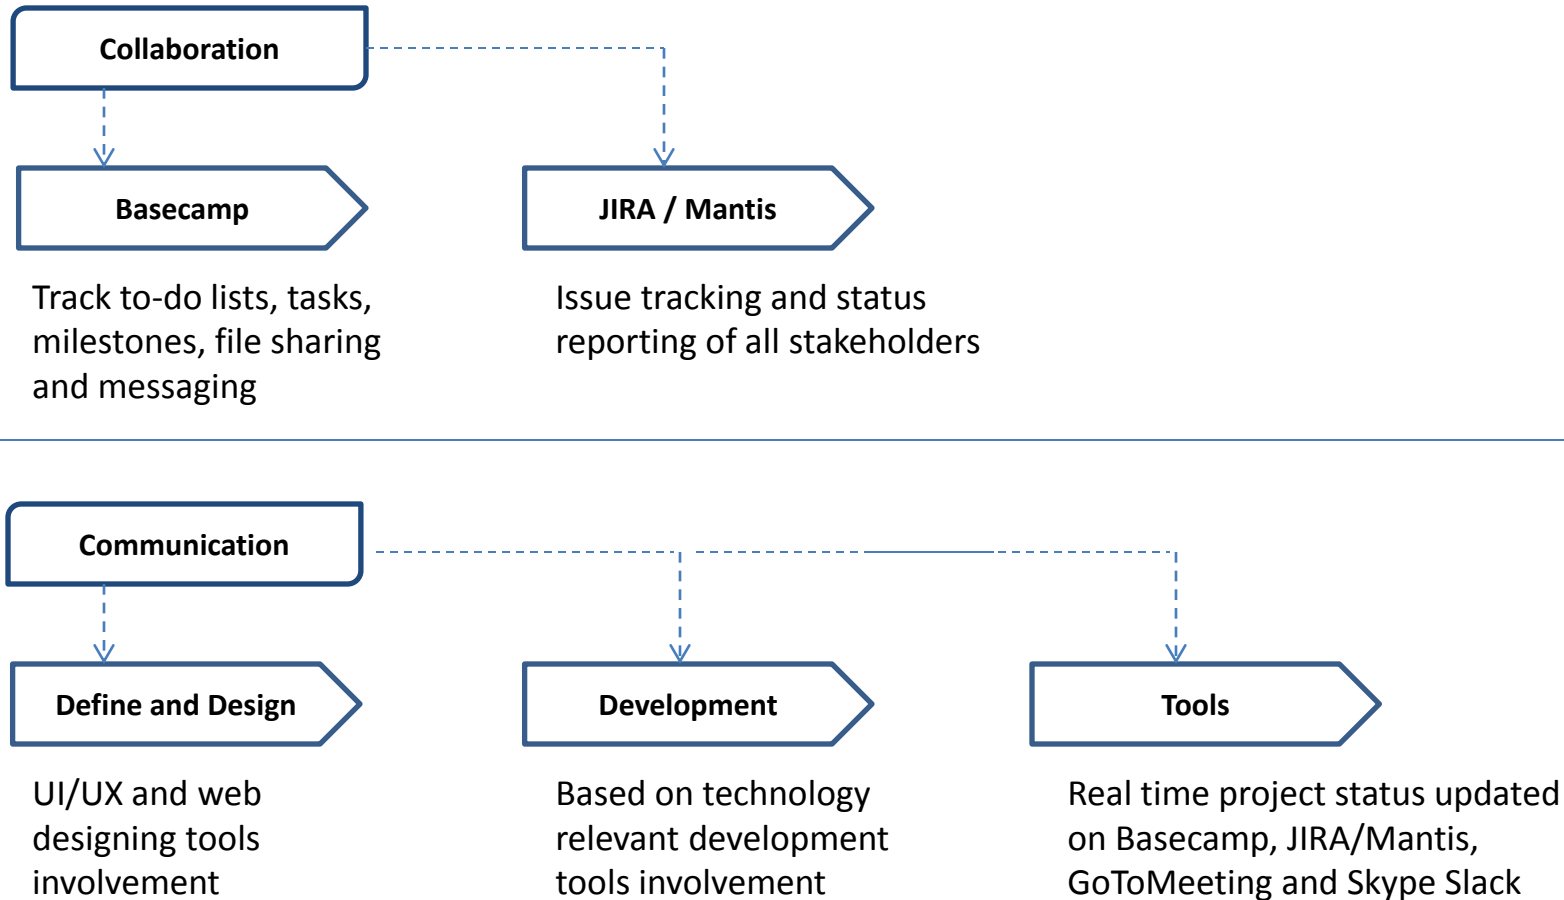 Collaboration
Basecamp
JIRA / Mantis
Track to-do lists, tasks,
milestones, file sharing
and messaging
Issue tracking and status
reporting of all stakeholders
Communication
Define and Design
Development
Tools
UI/UX and web
designing tools
involvement
Based on technology
relevant development
tools involvement
Real time project status updated
on Basecamp, JIRA/Mantis,
GoToMeeting and Skype Slack